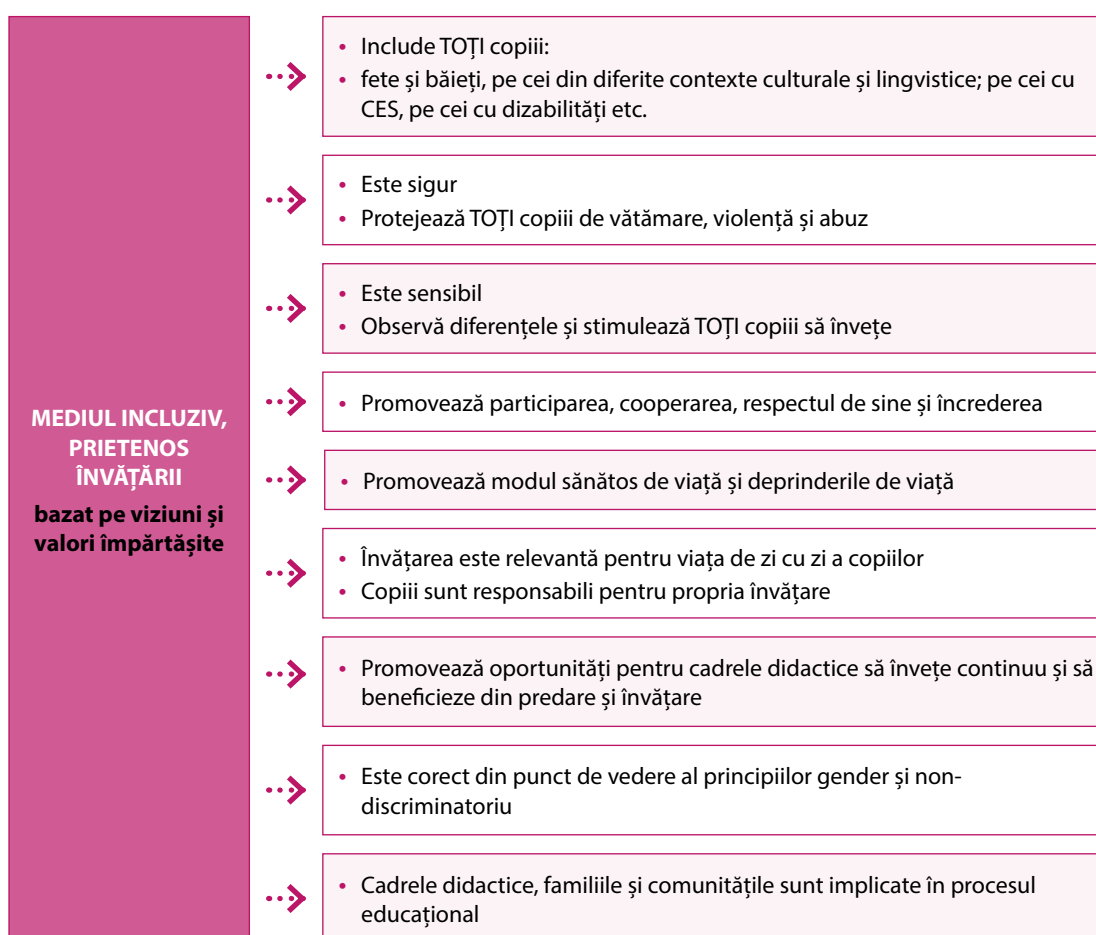 MEDIUL INCLUZIV,
PRIETENOS
ÎNVĂȚĂRII
bazat pe viziuni și
valori împărtășite
• Include TOȚI copiii:
• fete și băieți, pe cei din diferite contexte culturale și lingvistice; pe cei cu
CES, pe cei cu dizabilități etc.
• Este sigur
• Protejează TOȚI copiii de vătămare, violență și abuz
• Este sensibil
• Observă diferențele și stimulează TOȚI copiii să învețe
• Promovează participarea, cooperarea, respectul de sine și încrederea
• Promovează modul sănătos de viață și deprinderile de viață
• Învățarea este relevantă pentru viața de zi cu zi a copiilor
• Copiii sunt responsabili pentru propria învățare
• Promovează oportunități pentru cadrele didactice să învețe continuu și să
beneficieze din predare și învățare
• Este corect din punct de vedere al principiilor gender și non-
discriminatoriu
• Cadrele didactice, familiile și comunitățile sunt implicate în procesul
educațional